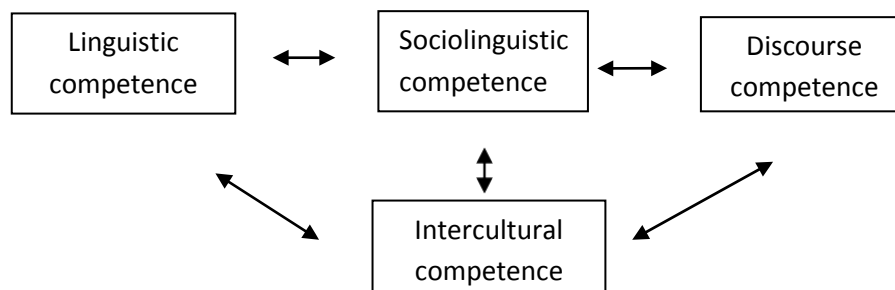 Linguistic
competence
Sociolinguistic
competence
Discourse
competence
Intercultural
competence